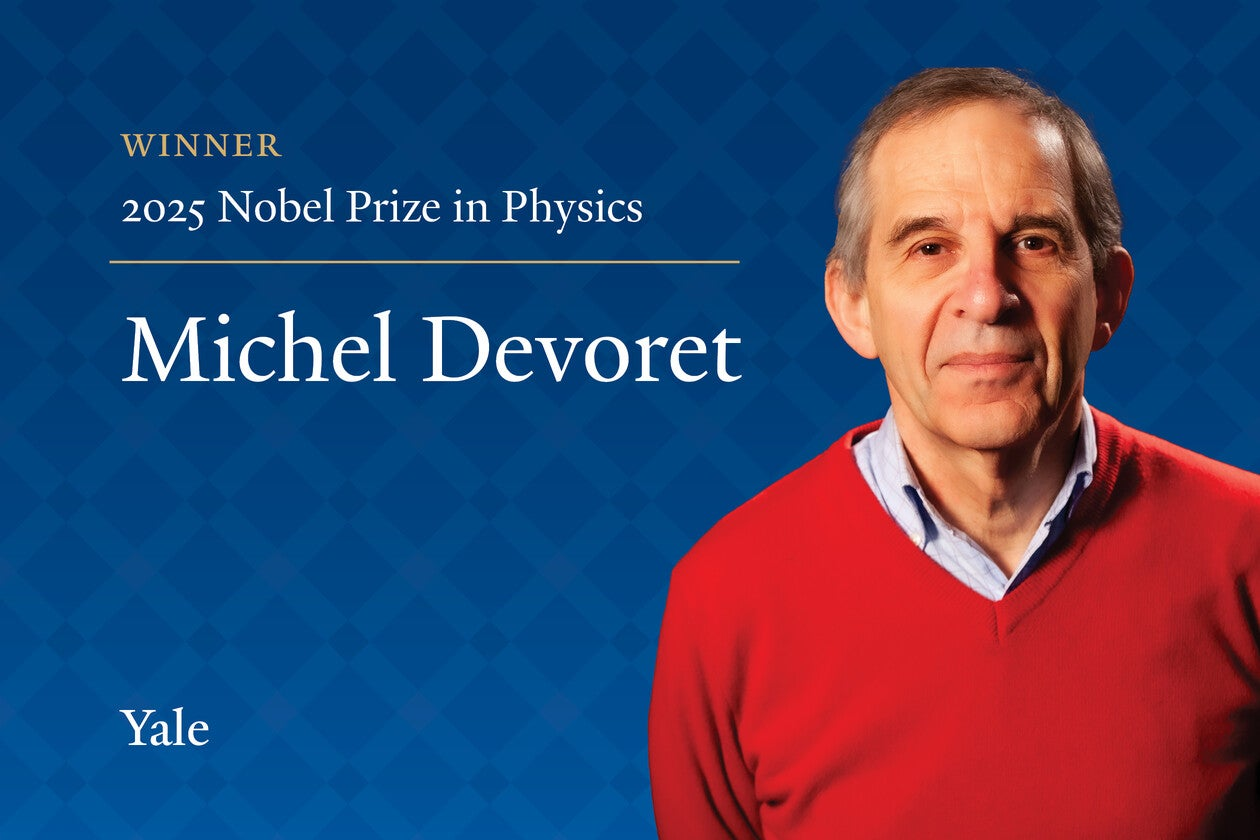 WINNER
2025 Nobel Prize in Physics
Michel Devoret
Yale